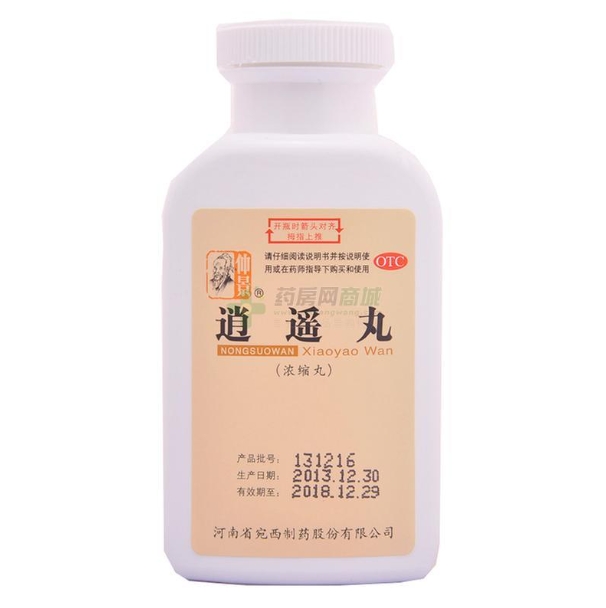 开瓶时箭头对齐
拇指上推
请仔细阅读说明书并按说明使
用或在药师指导下购买和使用
OTC
仲景
®
药房网商城
逍遥丸
NONGSUOWAN Xiaoyao Wan
(浓缩丸)
产品批号: 131216
生产日期: 2013.12.30
有效期至: 2018.12.29
河南省宛西制药股份有限公司